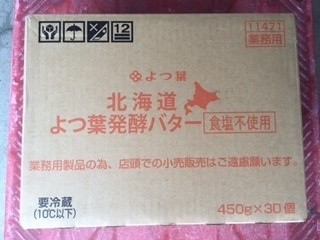 12
11471
業務用
よつ葉
北海道
よつ葉発酵バター 食塩不使用
業務用製品の為、店頭での小売販売はご遠慮願います。
要冷蔵
(10℃以下)
450g×30個